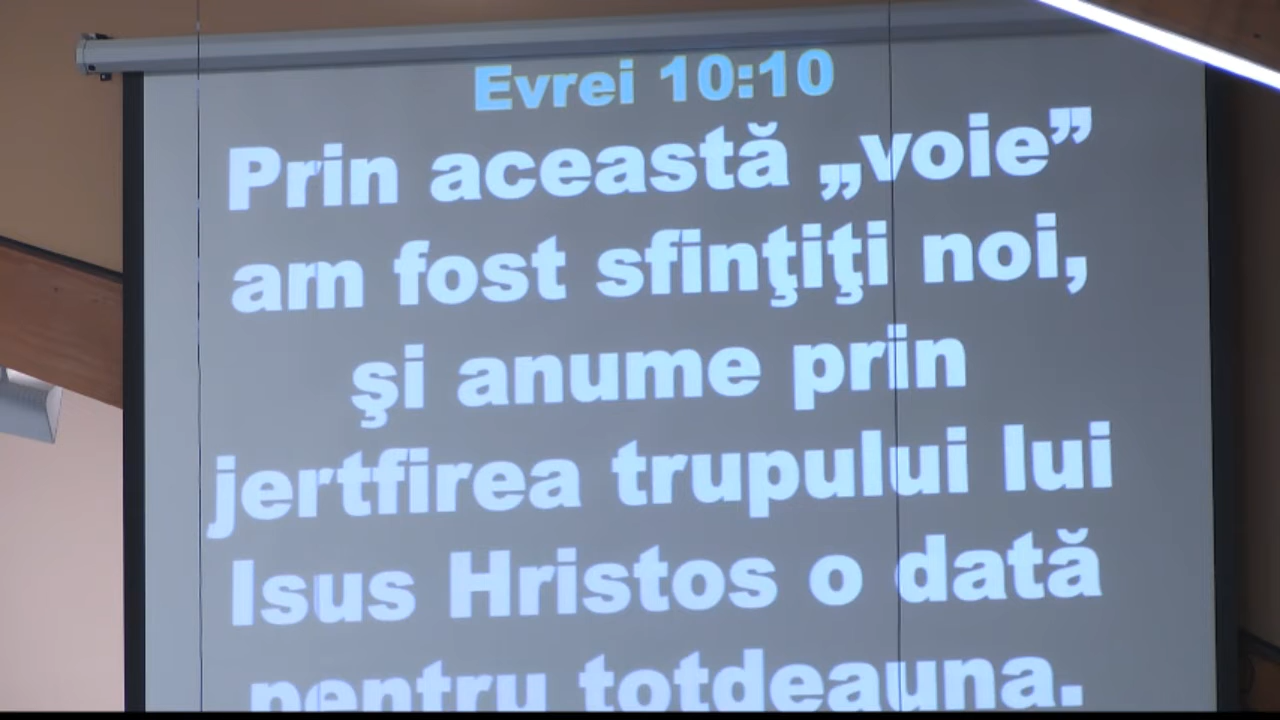 Evrei 10:10
Prin această „voie”
am fost sfinţiţi noi,
şi anume prin
jertfirea trupului lui
Isus Hristos o dată
pentru totdeauna.